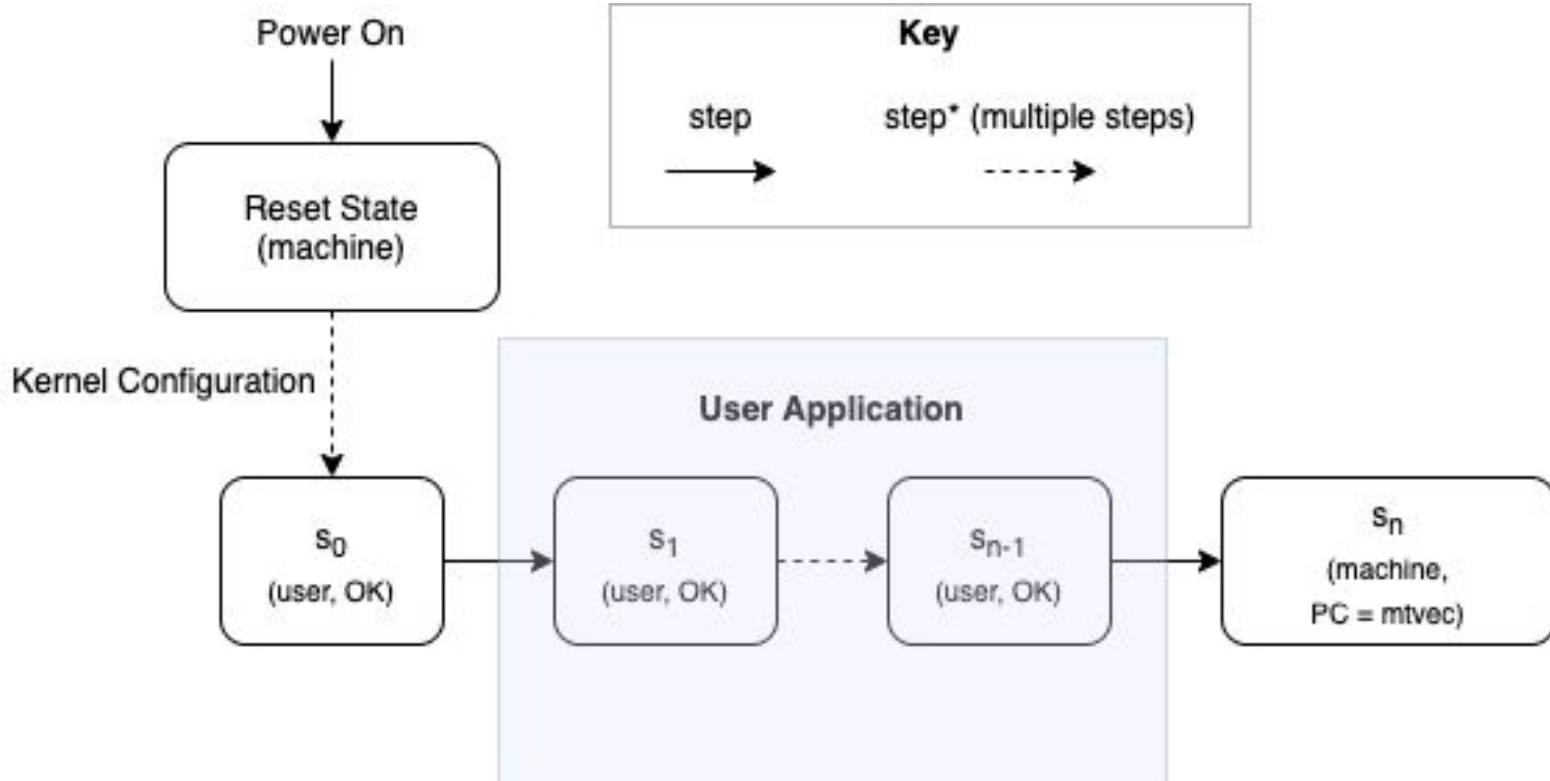 Power On
Key
step
step* (multiple steps)
Reset State
(machine)
Kernel Configuration
User Application
s0
(user, OK)
s1
(user, OK)
sn-1
(user, OK)
sn
(machine,
PC = mtvec)